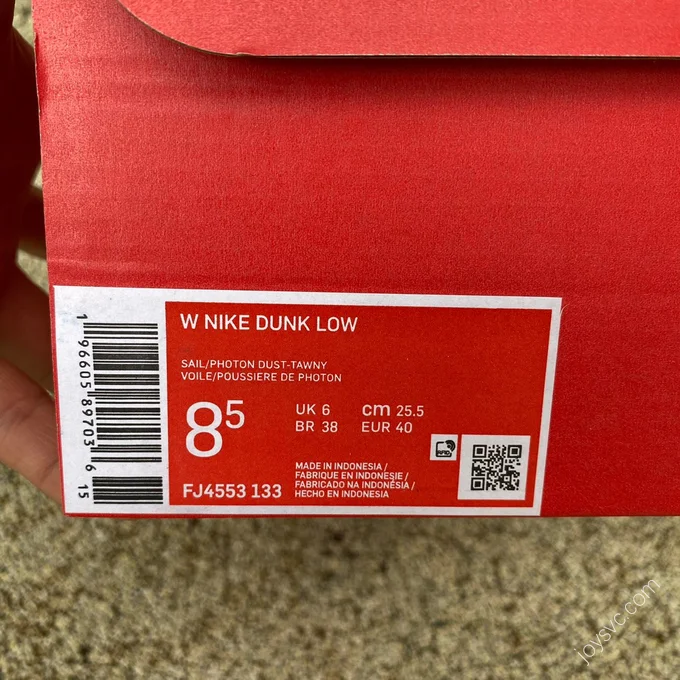 W NIKE DUNK LOW
SAIL/PHOTON DUST-TAWNY
VOILE/POUSSIERE DE PHOTON
8⁵
UK 6 cm 25.5
BR 38 EUR 40
FJ4553 133
MADE IN INDONESIA /
FABRIQUE EN INDONESIE /
FABRICADO NA INDONÉSIA /
HECHO EN INDONESIA
RFID
1 96605 89703 6 15
joysvc.com